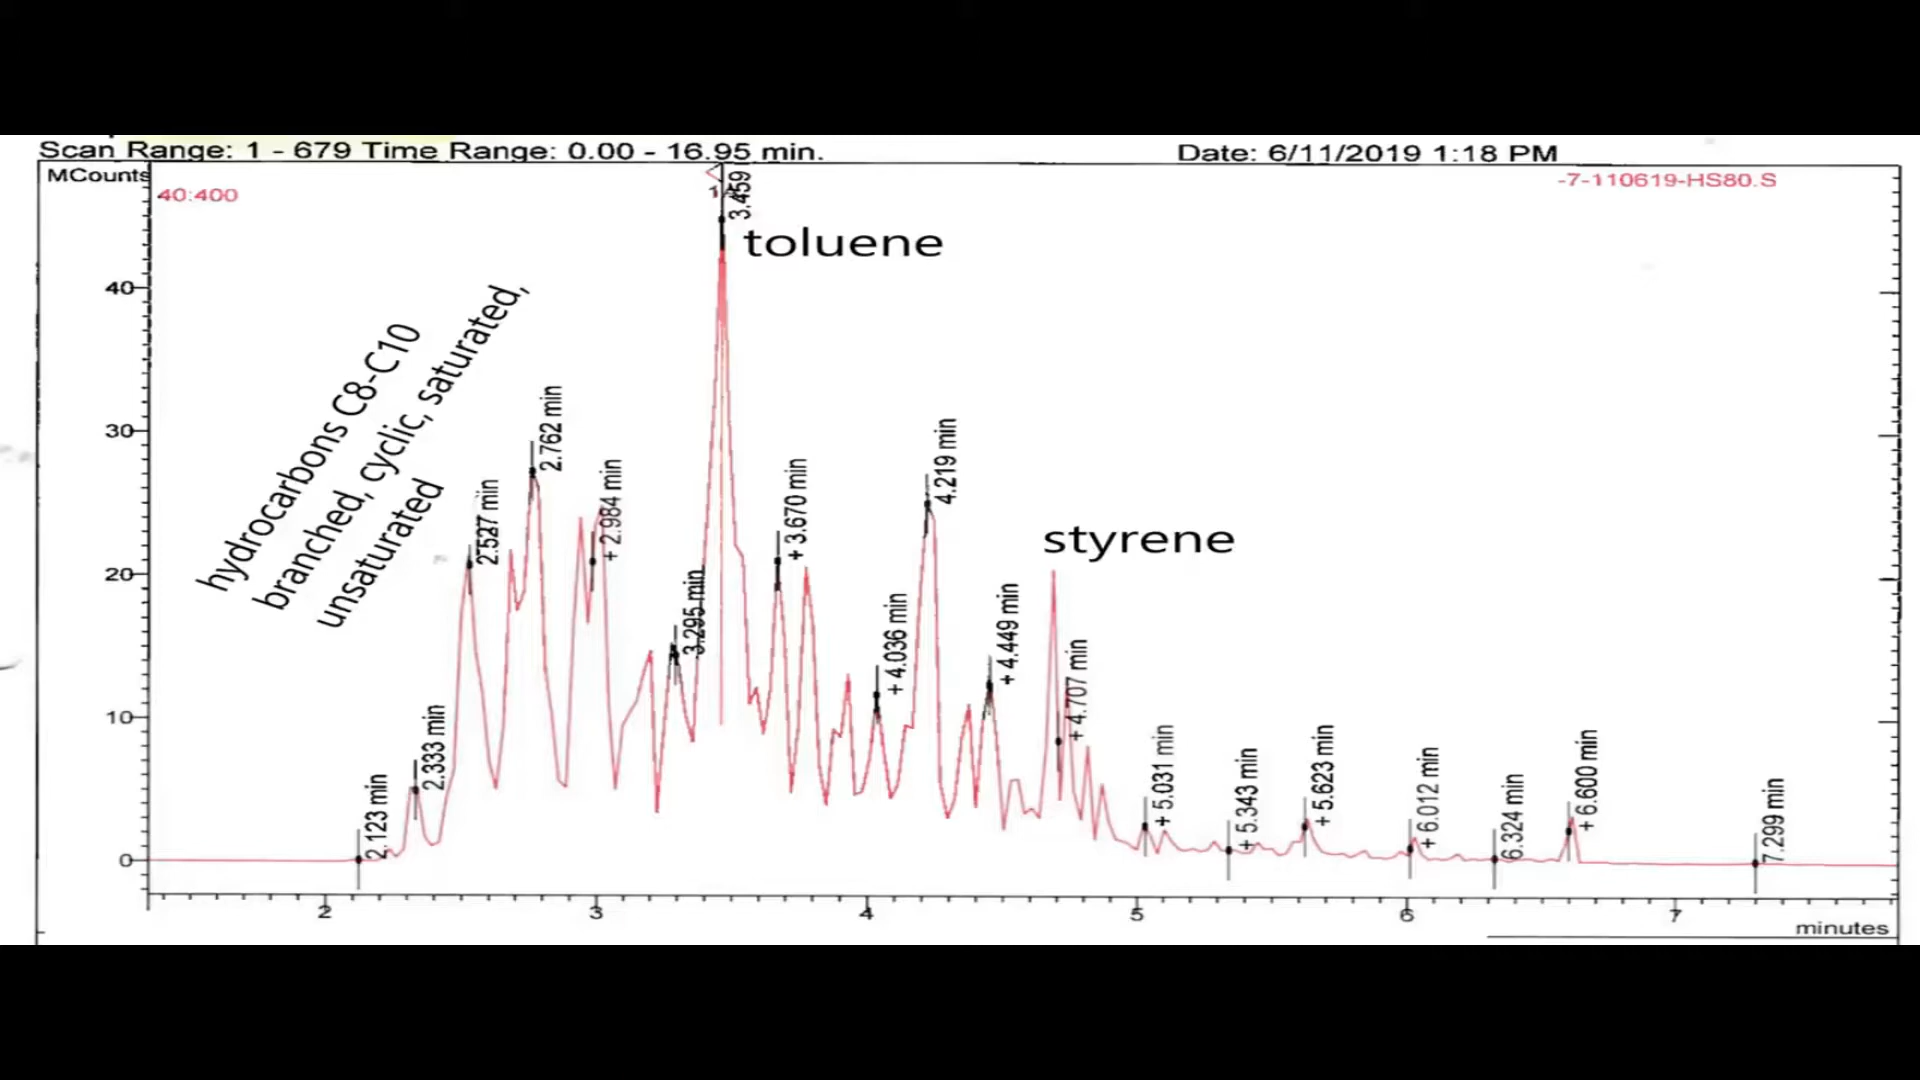 Scan Range: 1 - 679 Time Range: 0.00 - 16.95 min.
Date: 6/11/2019 1:18 PM
MCounts
40:400
-7-110619-HS80.S
3.459
toluene
40
hydrocarbons C8-C10
branched, cyclic, saturated,
unsaturated
30
2.762 min
4.219 min
2.527 min
+ 2.984 min
+ 3.670 min
styrene
20
3.295 min
+ 4.036 min
+ 4.449 min
+ 4.707 min
10
2.333 min
2.123 min
+ 5.031 min
+ 5.343 min
+ 5.623 min
+ 6.012 min
6.324 min
+ 6.600 min
7.299 min
0
2
3
4
5
6
7
minutes